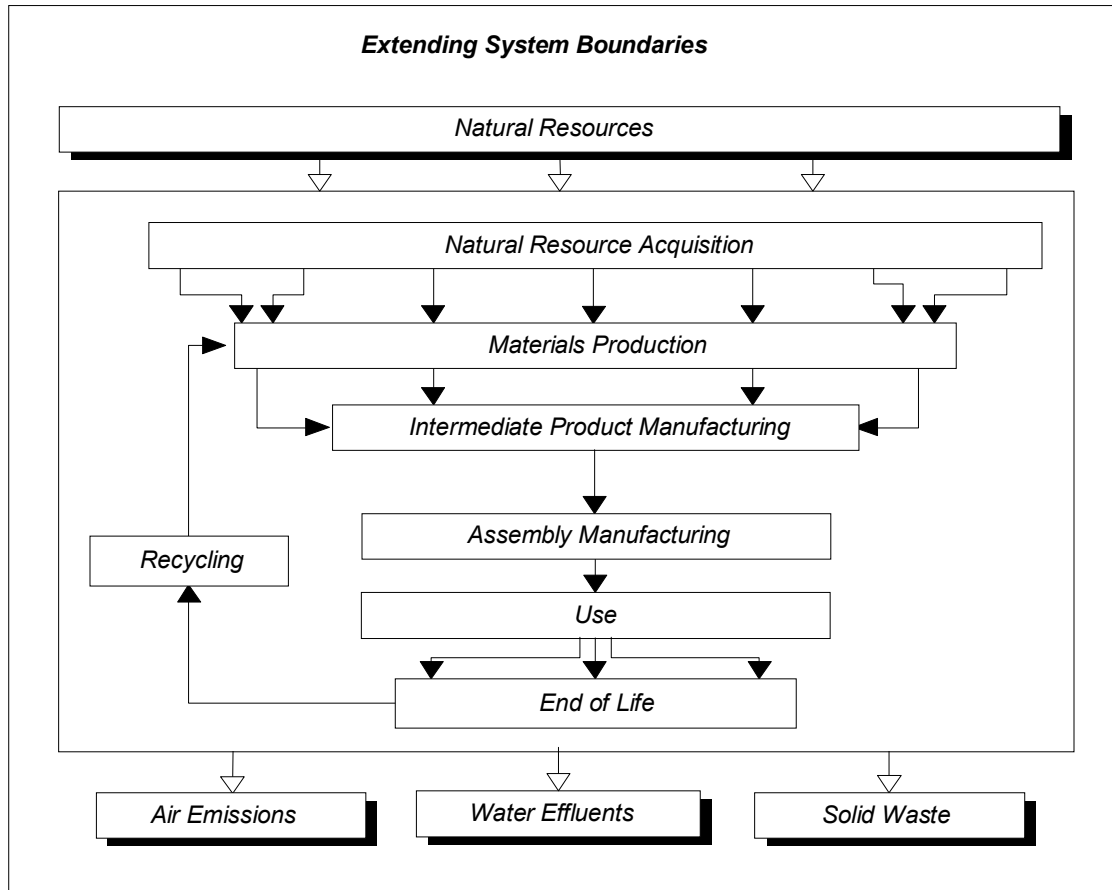 Extending System Boundaries
Natural Resources
Natural Resource Acquisition
Materials Production
Intermediate Product Manufacturing
Assembly Manufacturing
Recycling
Use
End of Life
Air Emissions
Water Effluents
Solid Waste